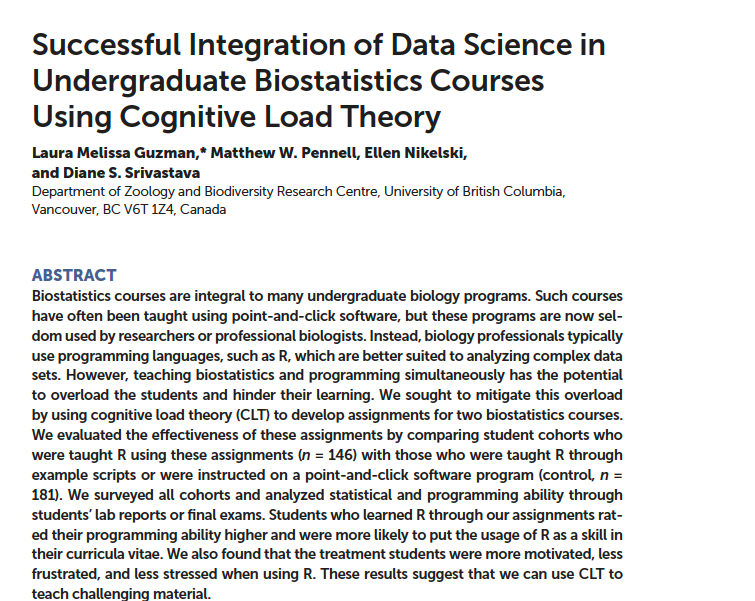 Successful Integration of Data Science in
Undergraduate Biostatistics Courses
Using Cognitive Load Theory
Laura Melissa Guzman,* Matthew W. Pennell, Ellen Nikelski,
and Diane S. Srivastava
Department of Zoology and Biodiversity Research Centre, University of British Columbia,
Vancouver, BC V6T 1Z4, Canada
ABSTRACT
Biostatistics courses are integral to many undergraduate biology programs. Such courses
have often been taught using point-and-click software, but these programs are now sel-
dom used by researchers or professional biologists. Instead, biology professionals typically
use programming languages, such as R, which are better suited to analyzing complex data
sets. However, teaching biostatistics and programming simultaneously has the potential
to overload the students and hinder their learning. We sought to mitigate this overload
by using cognitive load theory (CLT) to develop assignments for two biostatistics courses.
We evaluated the effectiveness of these assignments by comparing student cohorts who
were taught R using these assignments (n = 146) with those who were taught R through
example scripts or were instructed on a point-and-click software program (control, n =
181). We surveyed all cohorts and analyzed statistical and programming ability through
students’ lab reports or final exams. Students who learned R through our assignments rat-
ed their programming ability higher and were more likely to put the usage of R as a skill in
their curricula vitae. We also found that the treatment students were more motivated, less
frustrated, and less stressed when using R. These results suggest that we can use CLT to
teach challenging material.